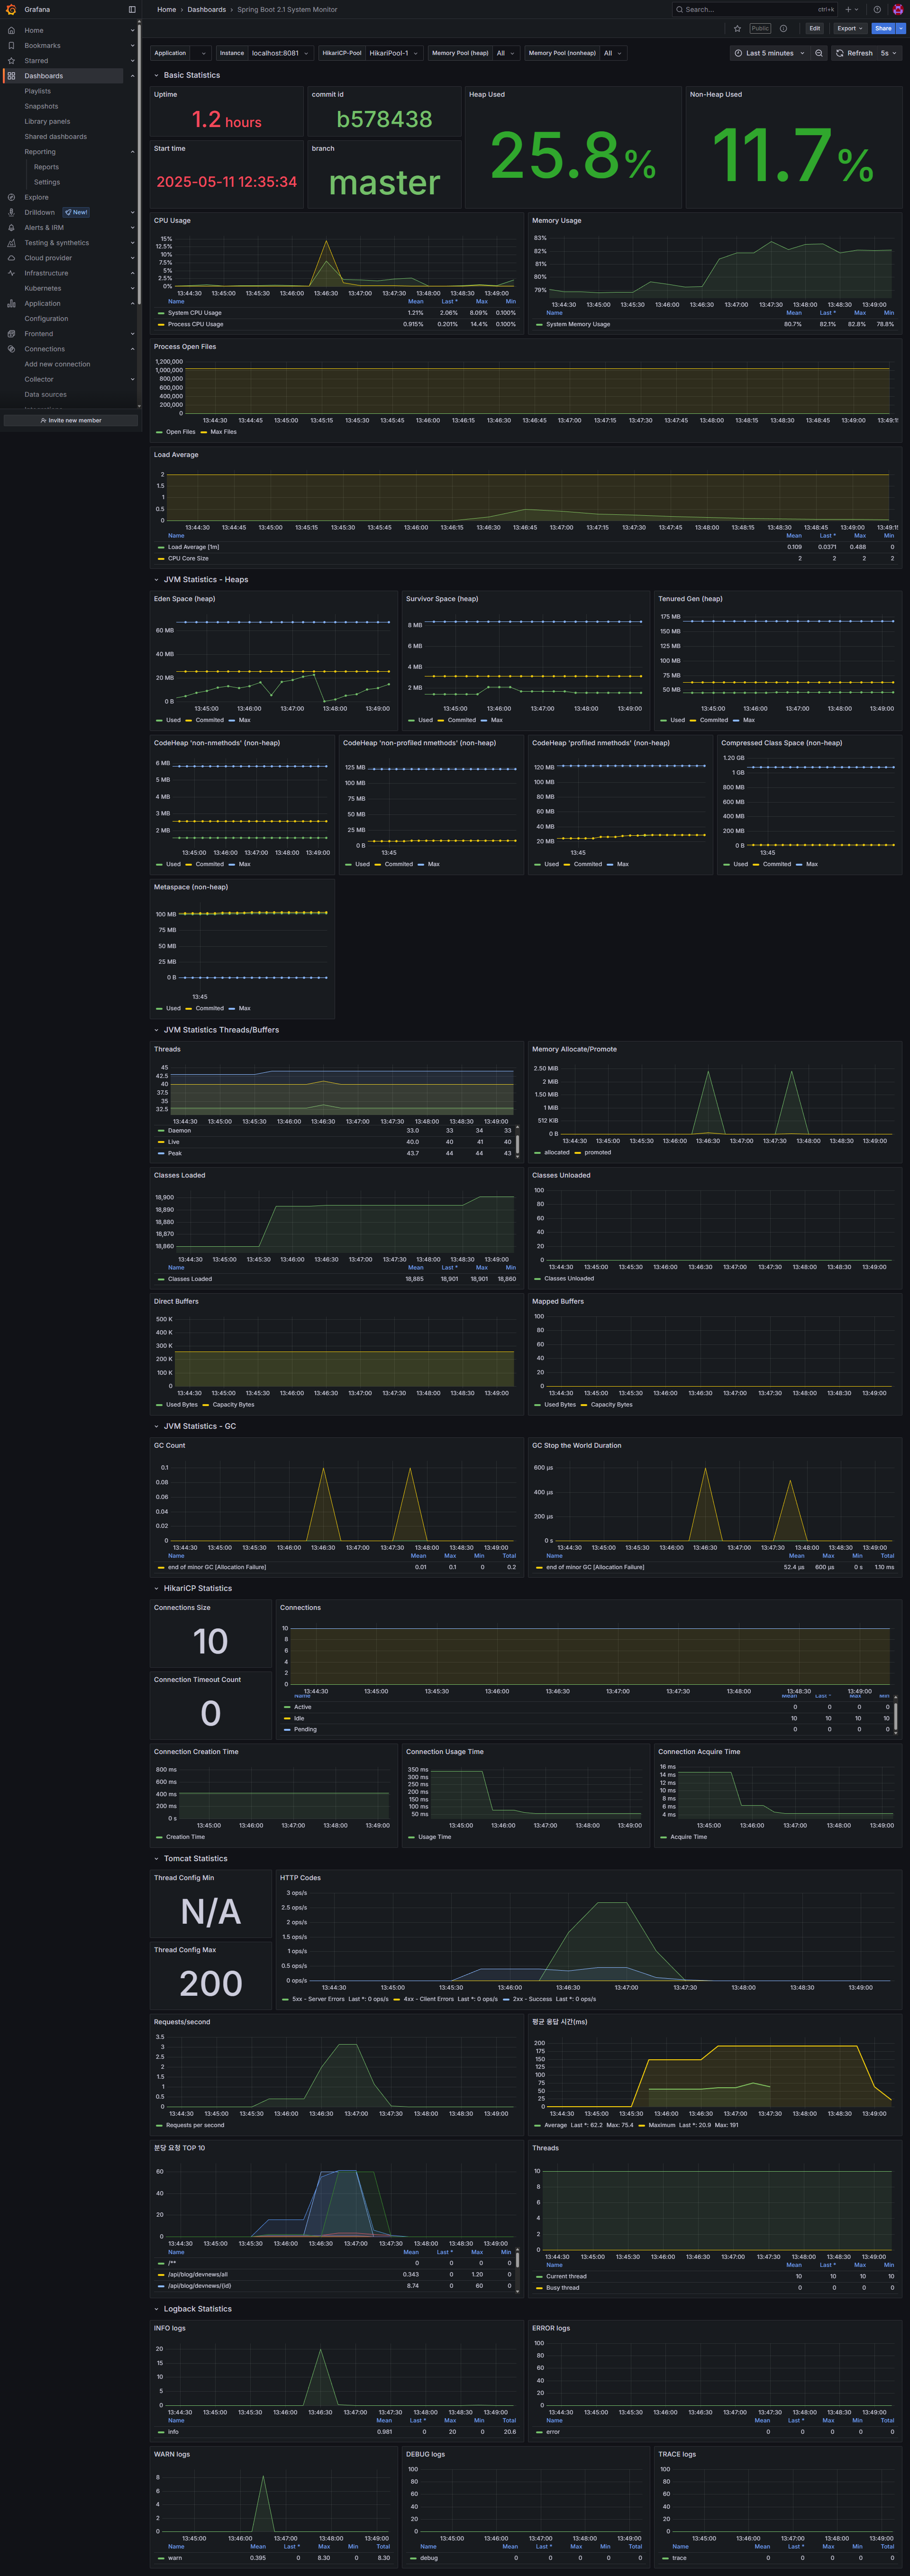 Grafana
Home › Dashboards › Spring Boot 2.1 System Monitor
Search...
ctrl+k
Public
Edit
Export
Share
Home
Bookmarks
Starred
Dashboards
Playlists
Snapshots
Library panels
Shared dashboards
Reporting
Reports
Settings
Explore
Drilldown
New!
Alerts & IRM
Testing & synthetics
Cloud provider
Infrastructure
Kubernetes
Application
Configuration
Frontend
Connections
Add new connection
Collector
Data sources
Invite new member
Application
Instance localhost:8081
HikariCP-Pool HikariPool-1
Memory Pool (heap) All
Memory Pool (nonheap) All
Last 5 minutes
Refresh 5s
Basic Statistics
Uptime
1.2 hours
commit id
b578438
Heap Used
25.8%
Non-Heap Used
11.7%
Start time
2025-05-11 12:35:34
branch
master
CPU Usage
15%
12.5%
10%
7.5%
5%
2.5%
0%
13:44:30 13:45:00 13:45:30 13:46:00 13:46:30 13:47:00 13:47:30 13:48:00 13:48:30 13:49:00
Name Mean Last * Max Min
System CPU Usage 1.21% 2.06% 8.09% 0.100%
Process CPU Usage 0.915% 0.201% 14.4% 0.100%
Memory Usage
83%
82%
81%
80%
79%
13:44:30 13:45:00 13:45:30 13:46:00 13:46:30 13:47:00 13:47:30 13:48:00 13:48:30 13:49:00
Name Mean Last * Max Min
System Memory Usage 80.7% 82.1% 82.8% 78.8%
Process Open Files
1,200,000
1,000,000
800,000
600,000
400,000
200,000
0
13:44:30 13:44:45 13:45:00 13:45:15 13:45:30 13:45:45 13:46:00 13:46:15 13:46:30 13:46:45 13:47:00 13:47:15 13:47:30 13:47:45 13:48:00 13:48:15 13:48:30 13:48:45 13:49:00
Open Files Max Files
Load Average
2
1.5
1
0.5
0
13:44:30 13:44:45 13:45:00 13:45:15 13:45:30 13:45:45 13:46:00 13:46:15 13:46:30 13:46:45 13:47:00 13:47:15 13:47:30 13:47:45 13:48:00 13:48:15 13:48:30 13:48:45 13:49:00
Name Mean Last * Max Min
Load Average [1m] 0.109 0.0371 0.488 0
CPU Core Size 2 2 2 2
JVM Statistics - Heaps
Eden Space (heap)
60 MB
40 MB
20 MB
0 B
13:45:00 13:46:00 13:47:00 13:48:00 13:49:00
Used Commited Max
Survivor Space (heap)
8 MB
6 MB
4 MB
2 MB
13:45:00 13:46:00 13:47:00 13:48:00 13:49:00
Used Commited Max
Tenured Gen (heap)
175 MB
150 MB
125 MB
100 MB
75 MB
50 MB
13:45:00 13:46:00 13:47:00 13:48:00 13:49:00
Used Commited Max
CodeHeap 'non-nmethods' (non-heap)
6 MB
5 MB
4 MB
3 MB
2 MB
13:45:00 13:46:00 13:47:00 13:48:00 13:49:00
Used Commited Max
CodeHeap 'non-profiled nmethods' (non-heap)
125 MB
100 MB
75 MB
50 MB
25 MB
0 B
13:45
Used Commited Max
CodeHeap 'profiled nmethods' (non-heap)
120 MB
100 MB
80 MB
60 MB
40 MB
20 MB
13:45
Used Commited Max
Compressed Class Space (non-heap)
1.20 GB
1 GB
800 MB
600 MB
400 MB
200 MB
0 B
13:45
Used Commited Max
Metaspace (non-heap)
100 MB
75 MB
50 MB
25 MB
0 B
13:45
Used Commited Max
JVM Statistics Threads/Buffers
Threads
45
42.5
40
37.5
35
32.5
13:44:30 13:45:00 13:45:30 13:46:00 13:46:30 13:47:00 13:47:30 13:48:00 13:48:30 13:49:00
Daemon 33.0 33 34 33
Live 40.0 40 41 40
Peak 43.7 44 44 43
Memory Allocate/Promote
2.50 MiB
2 MiB
1.50 MiB
1 MiB
512 KiB
0 B
13:44:30 13:45:00 13:45:30 13:46:00 13:46:30 13:47:00 13:47:30 13:48:00 13:48:30 13:49:00
allocated promoted
Classes Loaded
18,900
18,890
18,880
18,870
18,860
13:44:30 13:45:00 13:45:30 13:46:00 13:46:30 13:47:00 13:47:30 13:48:00 13:48:30 13:49:00
Name Mean Last * Max Min
Classes Loaded 18,885 18,901 18,901 18,860
Classes Unloaded
100
80
60
40
20
0
13:44:30 13:45:00 13:45:30 13:46:00 13:46:30 13:47:00 13:47:30 13:48:00 13:48:30 13:49:00
Classes Unloaded
Direct Buffers
500 K
400 K
300 K
200 K
100 K
0
13:44:30 13:45:00 13:45:30 13:46:00 13:46:30 13:47:00 13:47:30 13:48:00 13:48:30 13:49:00
Used Bytes Capacity Bytes
Mapped Buffers
100
80
60
40
20
0
13:44:30 13:45:00 13:45:30 13:46:00 13:46:30 13:47:00 13:47:30 13:48:00 13:48:30 13:49:00
Used Bytes Capacity Bytes
JVM Statistics - GC
GC Count
0.1
0.08
0.06
0.04
0.02
0
13:44:30 13:45:00 13:45:30 13:46:00 13:46:30 13:47:00 13:47:30 13:48:00 13:48:30 13:49:00
Name Mean Max Min Total
end of minor GC [Allocation Failure] 0.01 0.1 0 0.2
GC Stop the World Duration
600 µs
400 µs
200 µs
0 s
13:44:30 13:45:00 13:45:30 13:46:00 13:46:30 13:47:00 13:47:30 13:48:00 13:48:30 13:49:00
Name Mean Max Min Total
end of minor GC [Allocation Failure] 52.4 µs 600 µs 0 s 1.10 ms
HikariCP Statistics
Connections Size
10
Connection Timeout Count
0
Connections
10
8
6
4
2
0
13:44:30 13:45:00 13:45:30 13:46:00 13:46:30 13:47:00 13:47:30 13:48:00 13:48:30 13:49:00
Name Mean Last * Max Min
Active 0 0 0 0
Idle 10 10 10 10
Pending 0 0 0 0
Connection Creation Time
800 ms
600 ms
400 ms
200 ms
0 s
13:45:00 13:46:00 13:47:00 13:48:00 13:49:00
Creation Time
Connection Usage Time
350 ms
300 ms
250 ms
200 ms
150 ms
100 ms
50 ms
13:45:00 13:46:00 13:47:00 13:48:00 13:49:00
Usage Time
Connection Acquire Time
16 ms
14 ms
12 ms
10 ms
8 ms
6 ms
4 ms
13:45:00 13:46:00 13:47:00 13:48:00 13:49:00
Acquire Time
Tomcat Statistics
Thread Config Min
N/A
Thread Config Max
200
HTTP Codes
3 ops/s
2.5 ops/s
2 ops/s
1.5 ops/s
1 ops/s
0.5 ops/s
0 ops/s
13:44:30 13:45:00 13:45:30 13:46:00 13:46:30 13:47:00 13:47:30 13:48:00 13:48:30 13:49:00
5xx - Server Errors Last *: 0 ops/s 4xx - Client Errors Last *: 0 ops/s 2xx - Success Last *: 0 ops/s
Requests/second
3.5
3
2.5
2
1.5
1
0.5
0
13:44:30 13:45:00 13:45:30 13:46:00 13:46:30 13:47:00 13:47:30 13:48:00 13:48:30 13:49:00
Requests per second
평균 응답 시간(ms)
200
175
150
125
100
75
50
25
0
13:44:30 13:45:00 13:45:30 13:46:00 13:46:30 13:47:00 13:47:30 13:48:00 13:48:30 13:49:00
Average Last *: 62.2 Max: 75.4 Maximum Last *: 20.9 Max: 191
분당 요청 TOP 10
60
40
20
0
13:44:30 13:45:00 13:45:30 13:46:00 13:46:30 13:47:00 13:47:30 13:48:00 13:48:30 13:49:00
Name Mean Last * Max Min
/** 0 0 0 0
/api/blog/devnews/all 0.343 0 1.20 0
/api/blog/devnews/{id} 8.74 0 60 0
Threads
10
8
6
4
2
0
13:44:30 13:45:00 13:45:30 13:46:00 13:46:30 13:47:00 13:47:30 13:48:00 13:48:30 13:49:00
Name Mean Last * Max Min
Current thread 10 10 10 10
Busy thread 0 0 0 0
Logback Statistics
INFO logs
20
15
10
5
0
13:44:30 13:45:00 13:45:30 13:46:00 13:46:30 13:47:00 13:47:30 13:48:00 13:48:30 13:49:00
Name Mean Last * Max Min Total
info 0.981 0 20 0 20.6
ERROR logs
100
80
60
40
20
0
13:44:30 13:45:00 13:45:30 13:46:00 13:46:30 13:47:00 13:47:30 13:48:00 13:48:30 13:49:00
Name Mean Last * Max Min Total
error 0 0 0 0 0
WARN logs
8
6
4
2
0
13:45:00 13:46:00 13:47:00 13:48:00 13:49:00
Name Mean Last * Max Min Total
warn 0.395 0 8.30 0 8.30
DEBUG logs
100
80
60
40
20
0
13:45:00 13:46:00 13:47:00 13:48:00 13:49:00
Name Mean Last * Max Min Total
debug 0 0 0 0 0
TRACE logs
100
80
60
40
20
0
13:45:00 13:46:00 13:47:00 13:48:00 13:49:00
Name Mean Last * Max Min Total
trace 0 0 0 0 0